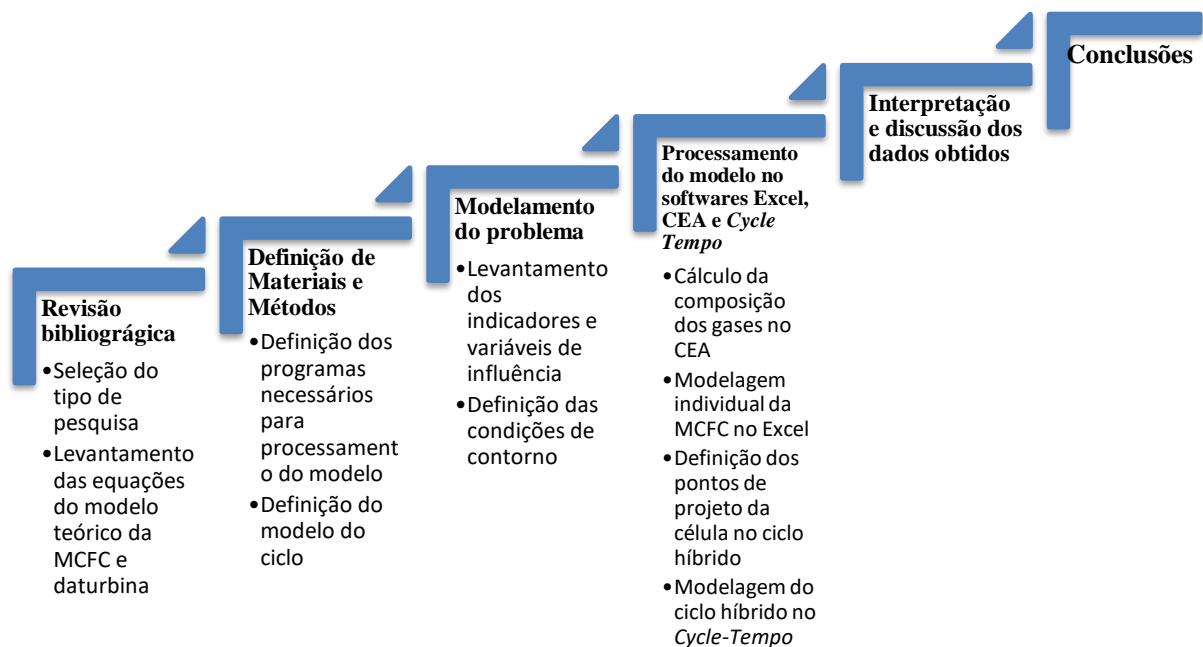 Revisão
bibliográgica
•Seleção do
tipo de
pesquisa
•Levantamento
das equações
do modelo
teórico da
MCFC e
daturbina
Definição de
Materiais e
Métodos
•Definição dos
programas
necessários
para
processament
o do modelo
•Definição do
modelo do
ciclo
Modelamento
do problema
•Levantamento
dos
indicadores e
variáveis de
influência
•Definição das
condições de
contorno
Processamento
do modelo no
softwares Excel,
CEA e Cycle
Tempo
•Cálculo da
composição
dos gases no
CEA
•Modelagem
individual da
MCFC no Excel
•Definição dos
pontos de
projeto da
célula no ciclo
híbrido
•Modelagem do
ciclo híbrido no
Cycle-Tempo
Interpretação
e discussão dos
dados obtidos
Conclusões